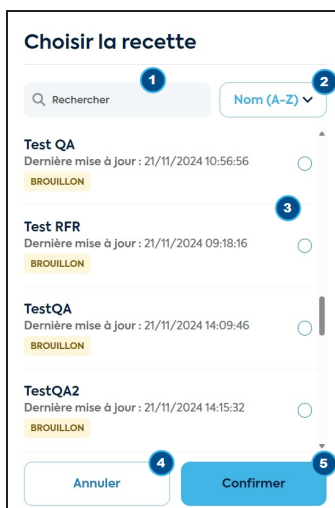 Choisir la recette
1
2
Rechercher
Nom (A-Z)
Test QA
Dernière mise à jour : 21/11/2024 10:56:56
BROUILLON
3
Test RFR
Dernière mise à jour : 21/11/2024 09:18:16
BROUILLON
TestQA
Dernière mise à jour : 21/11/2024 14:09:46
BROUILLON
TestQA2
Dernière mise à jour : 21/11/2024 14:15:32
BROUILLON
4
5
Annuler
Confirmer